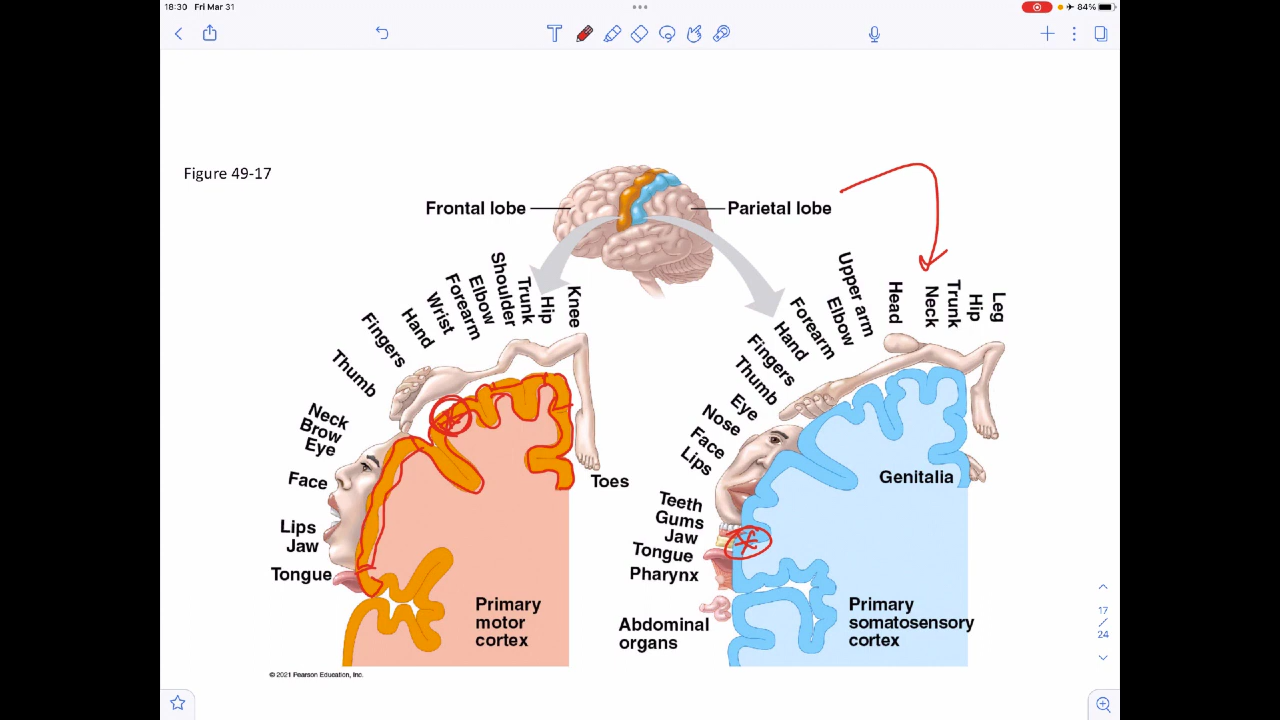 18:30 Fri Mar 31
84%
Figure 49-17
Frontal lobe
Parietal lobe
Shoulder
Elbow
Forearm
Wrist
Hand
Fingers
Thumb
Trunk
Hip
Knee
Neck
Brow
Eye
Face
Lips
Jaw
Tongue
Toes
Primary
motor
cortex
Upper arm
Elbow
Forearm
Hand
Fingers
Thumb
Eye
Nose
Face
Lips
Head
Neck
Trunk
Hip
Leg
Teeth
Gums
Jaw
Tongue
Pharynx
Abdominal
organs
Genitalia
Primary
somatosensory
cortex
17
/
24
© 2021 Pearson Education, Inc.